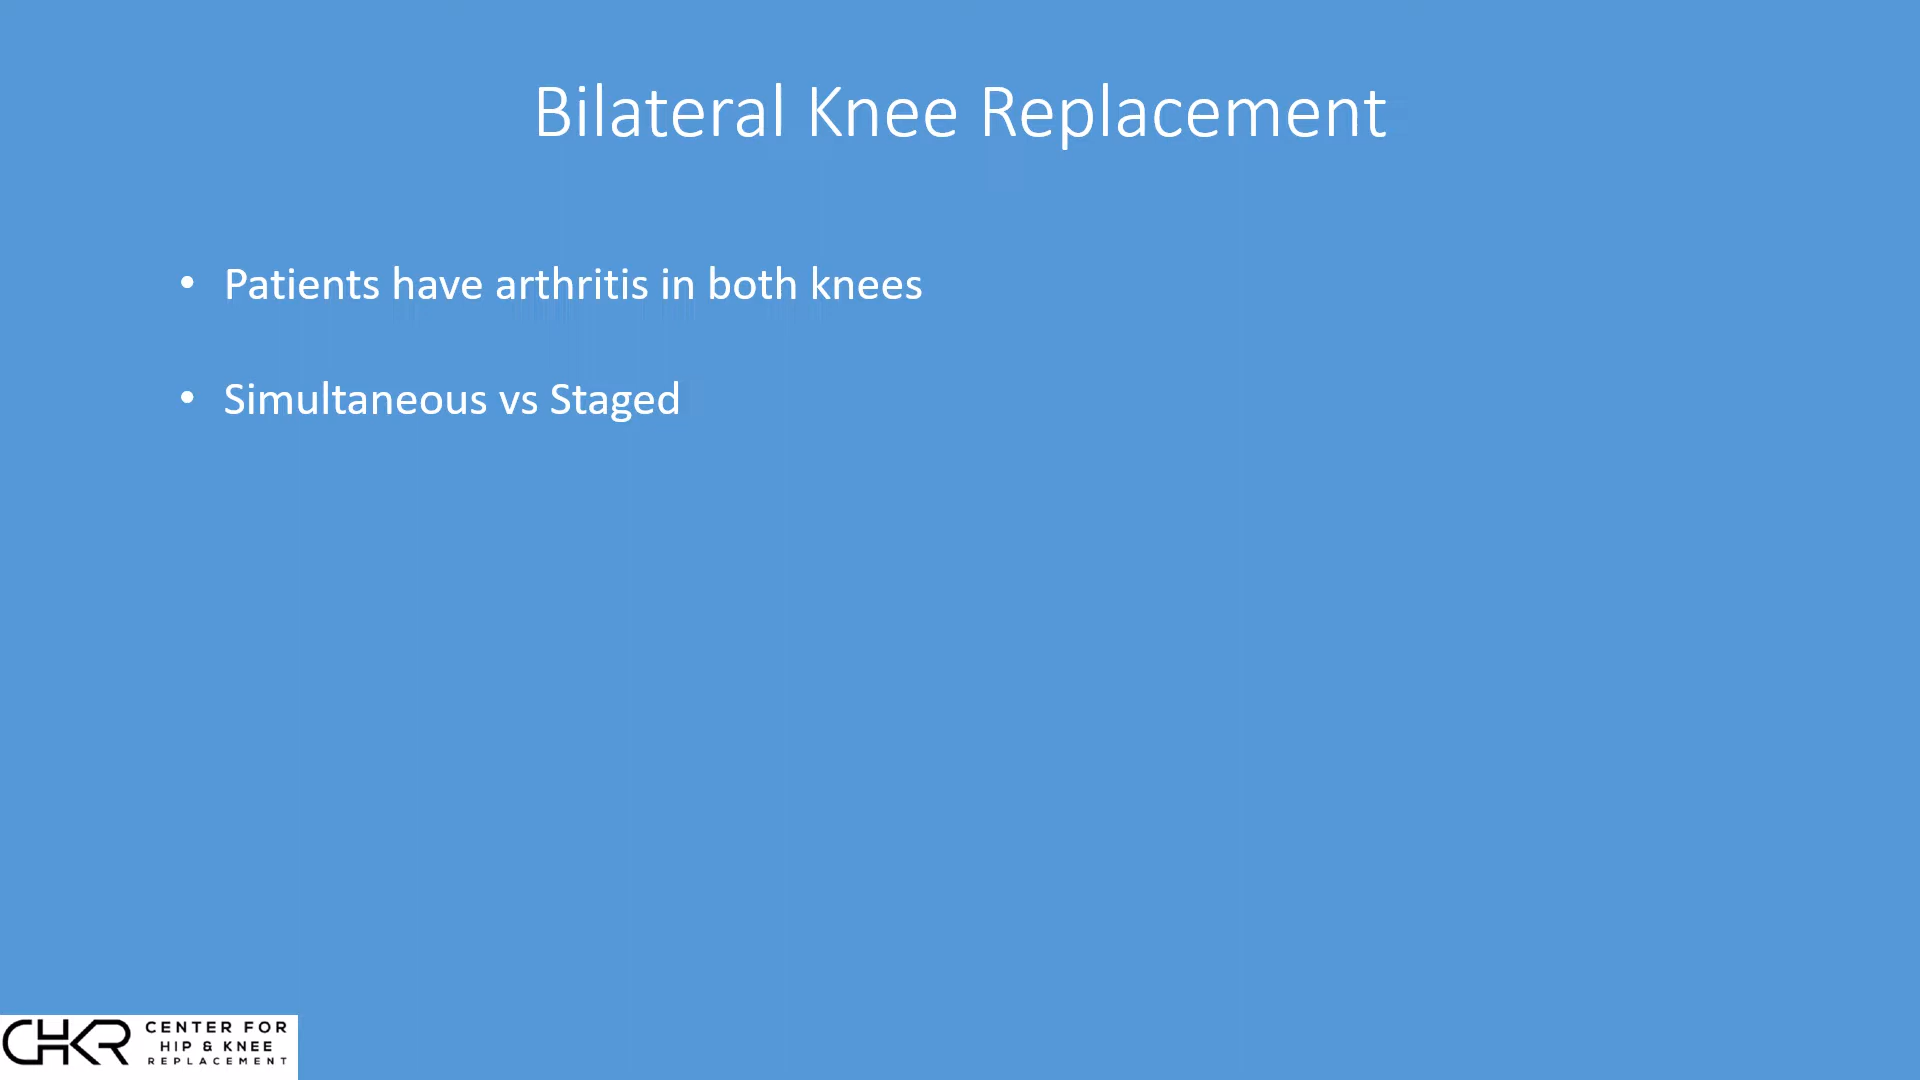 Bilateral Knee Replacement
• Patients have arthritis in both knees
• Simultaneous vs Staged
CHKR
CENTER FOR
HIP & KNEE
REPLACEMENT